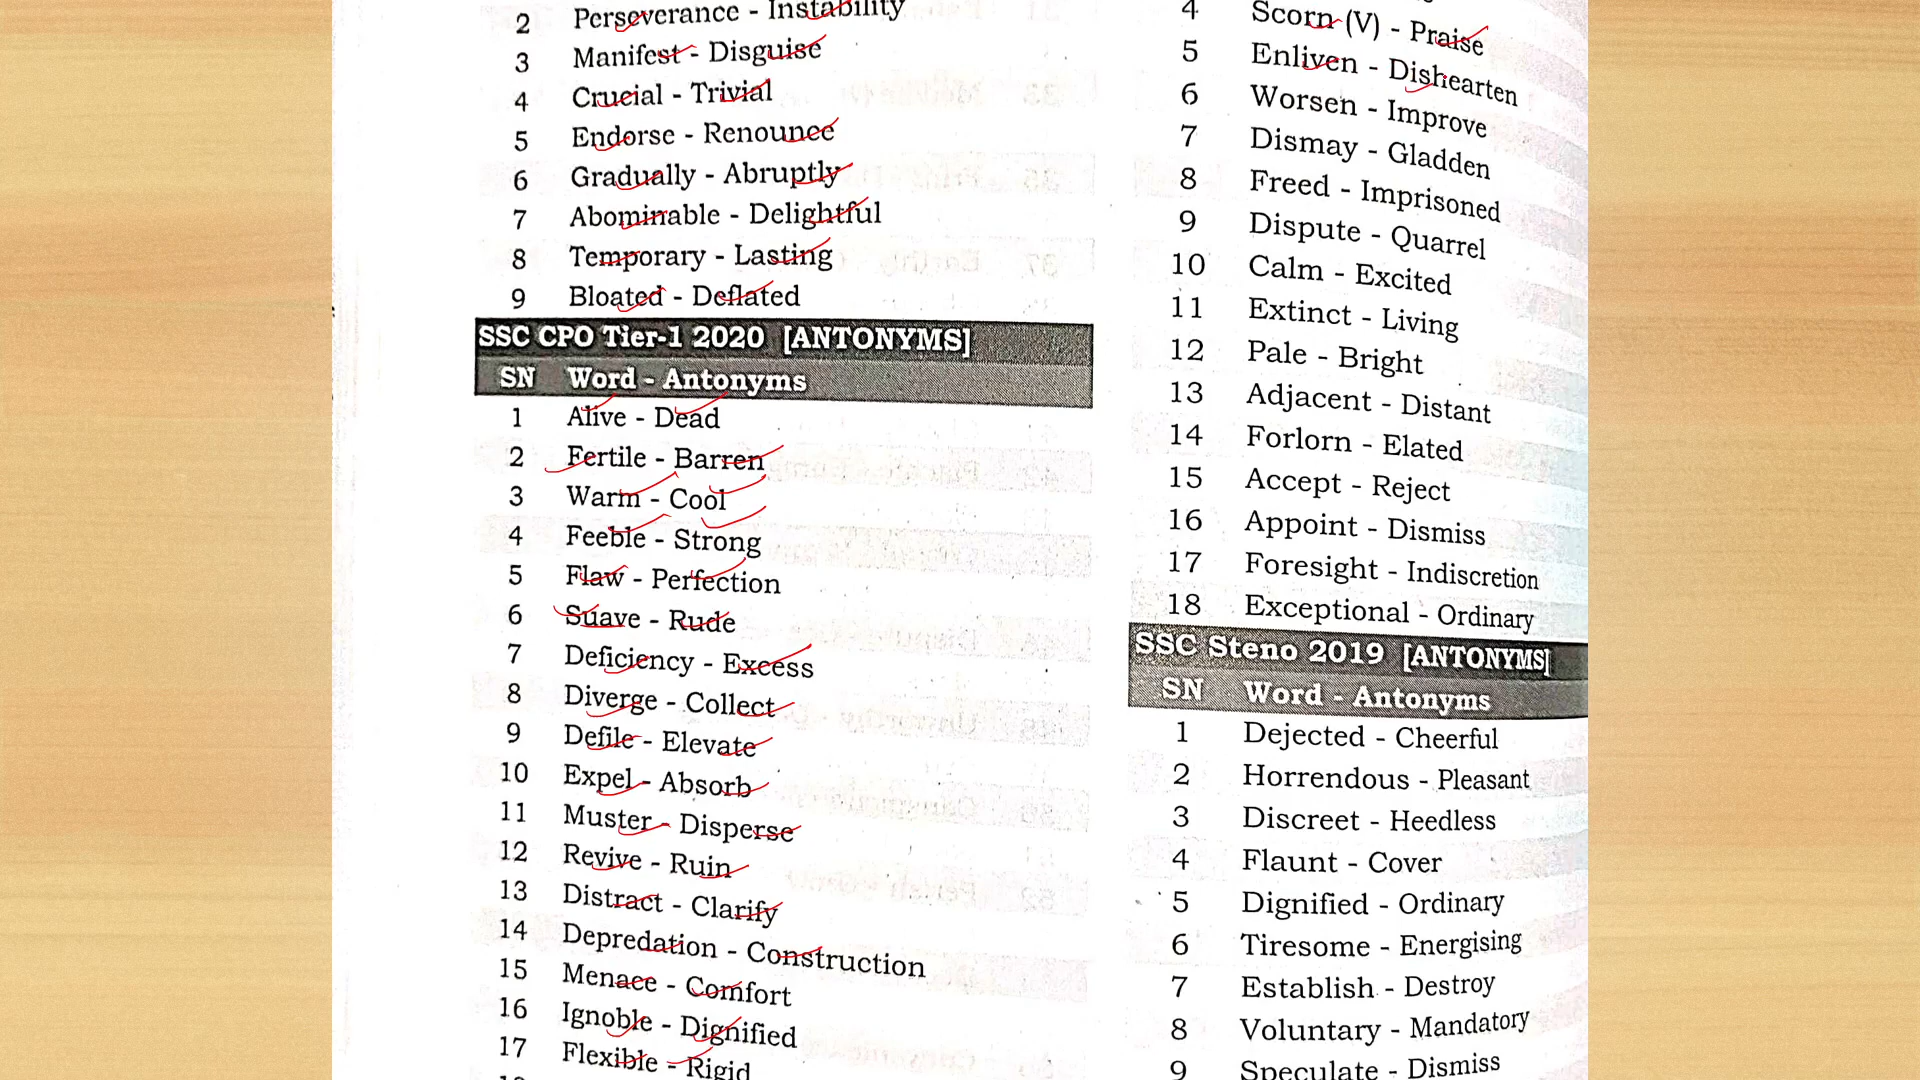 2 Perseverance - Instability
3 Manifest - Disguise
4 Crucial - Trivial
5 Endorse - Renounce
6 Gradually - Abruptly
7 Abominable - Delightful
8 Temporary - Lasting
9 Bloated - Deflated
SSC CPO Tier-1 2020 [ANTONYMS]
SN Word - Antonyms
1 Alive - Dead
2 Fertile - Barren
3 Warm - Cool
4 Feeble - Strong
5 Flaw - Perfection
6 Suave - Rude
7 Deficiency - Excess
8 Diverge - Collect
9 Defile - Elevate
10 Expel - Absorb
11 Muster - Disperse
12 Revive - Ruin
13 Distract - Clarify
14 Depredation - Construction
15 Menace - Comfort
16 Ignoble - Dignified
17 Flexible - Rigid
4 Scorn (V) - Praise
5 Enliven - Dishearten
6 Worsen - Improve
7 Dismay - Gladden
8 Freed - Imprisoned
9 Dispute - Quarrel
10 Calm - Excited
11 Extinct - Living
12 Pale - Bright
13 Adjacent - Distant
14 Forlorn - Elated
15 Accept - Reject
16 Appoint - Dismiss
17 Foresight - Indiscretion
18 Exceptional - Ordinary
SSC Steno 2019 [ANTONYMS]
SN Word - Antonyms
1 Dejected - Cheerful
2 Horrendous - Pleasant
3 Discreet - Heedless
4 Flaunt - Cover
5 Dignified - Ordinary
6 Tiresome - Energising
7 Establish - Destroy
8 Voluntary - Mandatory
9 Speculate - Dismiss